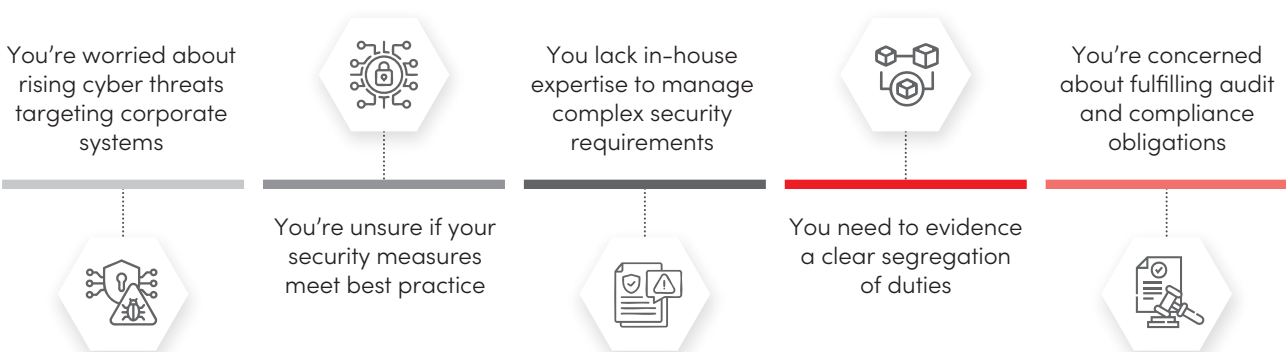 You’re worried about
rising cyber threats
targeting corporate
systems
You’re unsure if your
security measures
meet best practice
You lack in-house
expertise to manage
complex security
requirements
You need to evidence
a clear segregation
of duties
You’re concerned
about fulfilling audit
and compliance
obligations